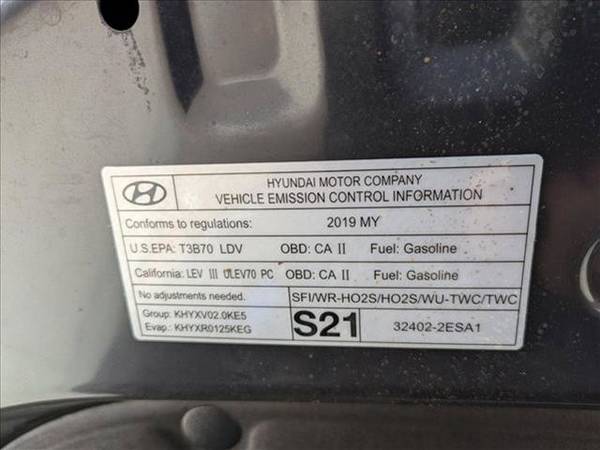 HYUNDAI MOTOR COMPANY
VEHICLE EMISSION CONTROL INFORMATION
Conforms to regulations: 2019 MY
U.S.EPA: T3B70 LDV OBD: CA II Fuel: Gasoline
California: LEV III ULEV70 PC OBD: CA II Fuel: Gasoline
No adjustments needed. SFI/WR-HO2S/HO2S/WU-TWC/TWC
Group: KHYXV02.0KE5
Evap.: KHYXR0125KEG
S21 32402-2ESA1